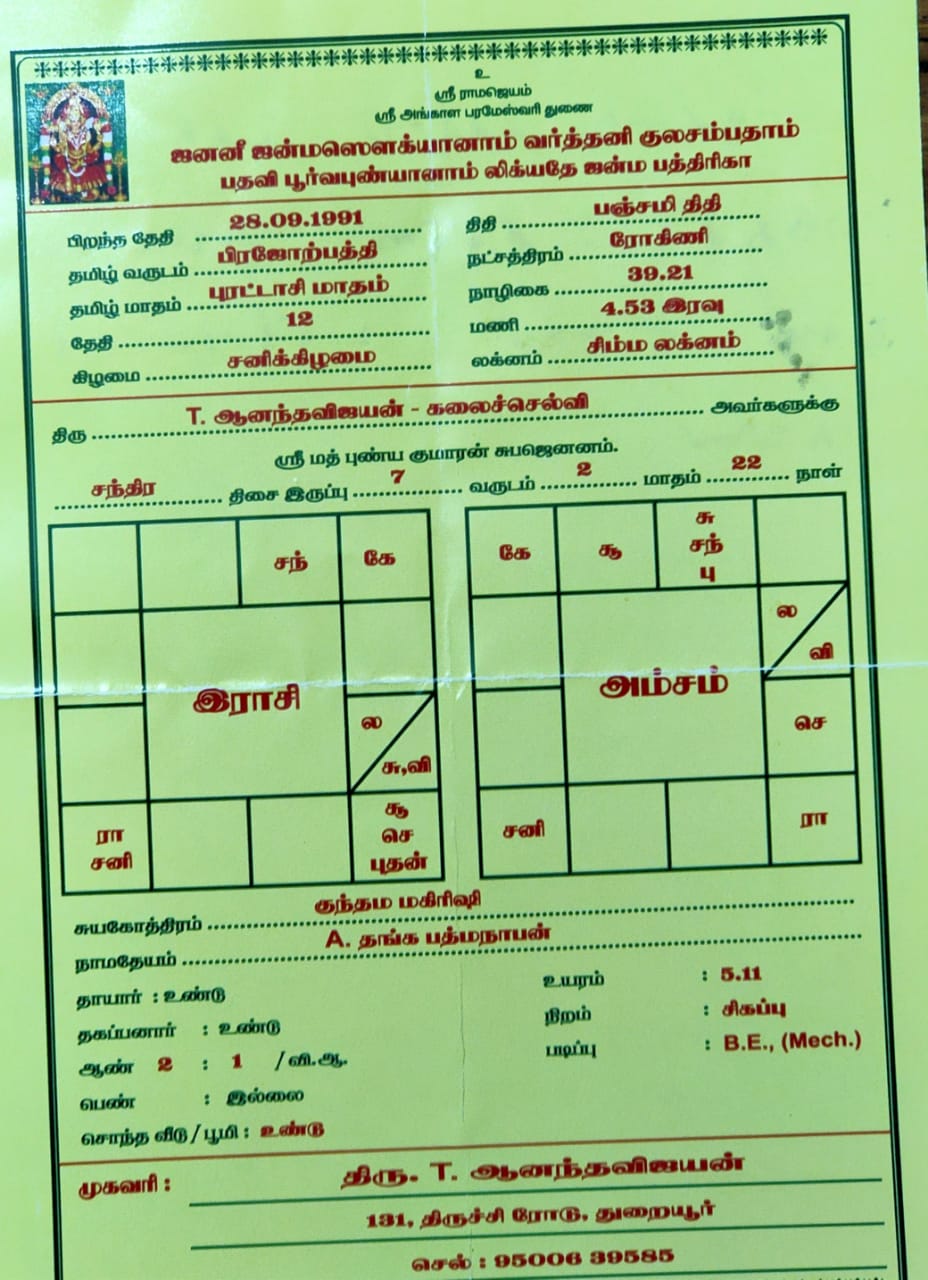 உ
ஸ்ரீ ராமஜெயம்
ஸ்ரீ அங்காள பரமேஸ்வரி துணை
ஜனனீ ஜன்மஸௌக்யானாம் வர்த்தனி குலசம்பதாம்
பதவி பூர்வபுண்யானாம் லிக்யதே ஜன்ம பத்திரிகா
பிறந்த தேதி 28.09.1991 திதி பஞ்சமி திதி
தமிழ் வருடம் பிரஜோற்பத்தி நட்சத்திரம் ரோகிணி
தமிழ் மாதம் புரட்டாசி மாதம் நாழிகை 39.21
தேதி 12 மணி 4.53 இரவு
கிழமை சனிக்கிழமை லக்னம் சிம்ம லக்னம்
திரு T. ஆனந்தவிஜயன் - கலைச்செல்வி அவர்களுக்கு
ஸ்ரீ மத் புண்ய குமாரன் சுபஜெனனம்.
சந்திர திசை இருப்பு 7 வருடம் 2 மாதம் 22 நாள்
சந் கே
இராசி
ல
சு,வி
ரா
சனி
சூ
செ
புதன்
கே சூ சு
சந்
பு
ல
வி
அம்சம்
செ
சனி ரா
சுயகோத்திரம் குந்தம மகிரிஷி
நாமதேயம் A. தங்க பத்மநாபன்
தாயார் : உண்டு உயரம் : 5.11
தகப்பனார் : உண்டு நிறம் : சிகப்பு
ஆண் 2 : 1 / வி.ஆ. படிப்பு : B.E., (Mech.)
பெண் : இல்லை
சொந்த வீடு / பூமி : உண்டு
முகவரி : திரு. T. ஆனந்தவிஜயன்
131, திருச்சி ரோடு, துறையூர்
செல் : 95006 39585